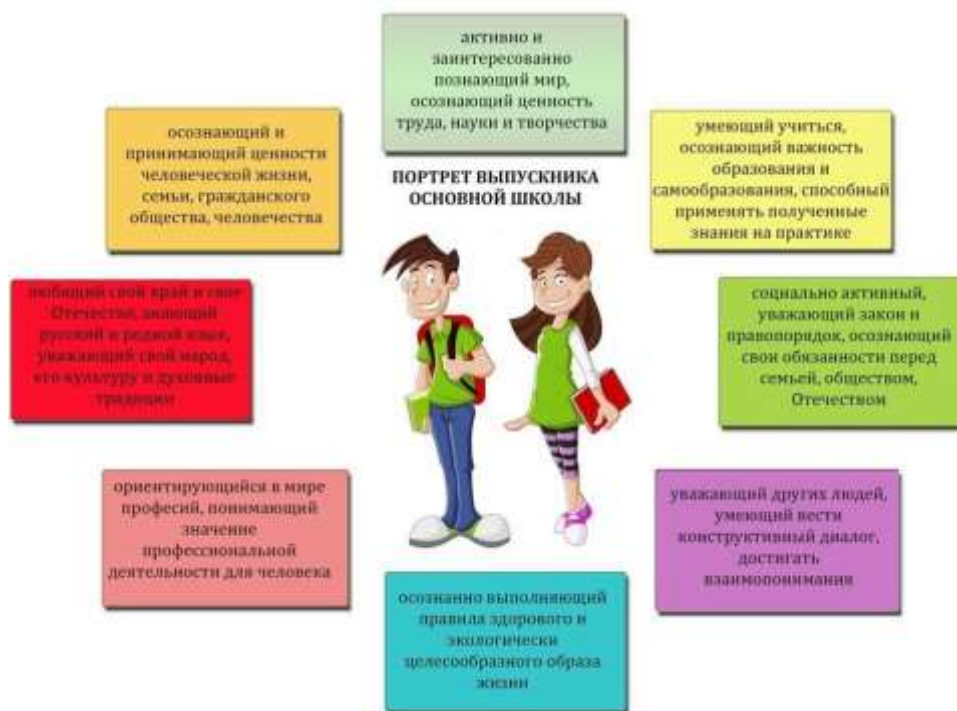 активно и
заинтересованно
познающий мир,
осознающий ценность
труда, науки и творчества
осознающий и
принимающий ценности
человеческой жизни,
семьи, гражданского
общества, человечества
умеющий учиться,
осознающий важность
образования и
самообразования, способный
применять полученные
знания на практике
ПОРТРЕТ ВЫПУСКНИКА
ОСНОВНОЙ ШКОЛЫ
любящий свой край и свое
Отечество, знающий
русский и родной язык,
уважающий свой народ,
его культуру и духовные
традиции
социально активный,
уважающий закон и
правопорядок, осознающий
свои обязанности перед
семьей, обществом,
Отечеством
ориентирующийся в мире
професий, понимающий
значение
профессиональной
деятельности для человека
уважающий других людей,
умеющий вести
конструктивный диалог,
достигать
взаимопонимания
осознанно выполняющий
правила здорового и
экологически
целесообразного образа
жизни